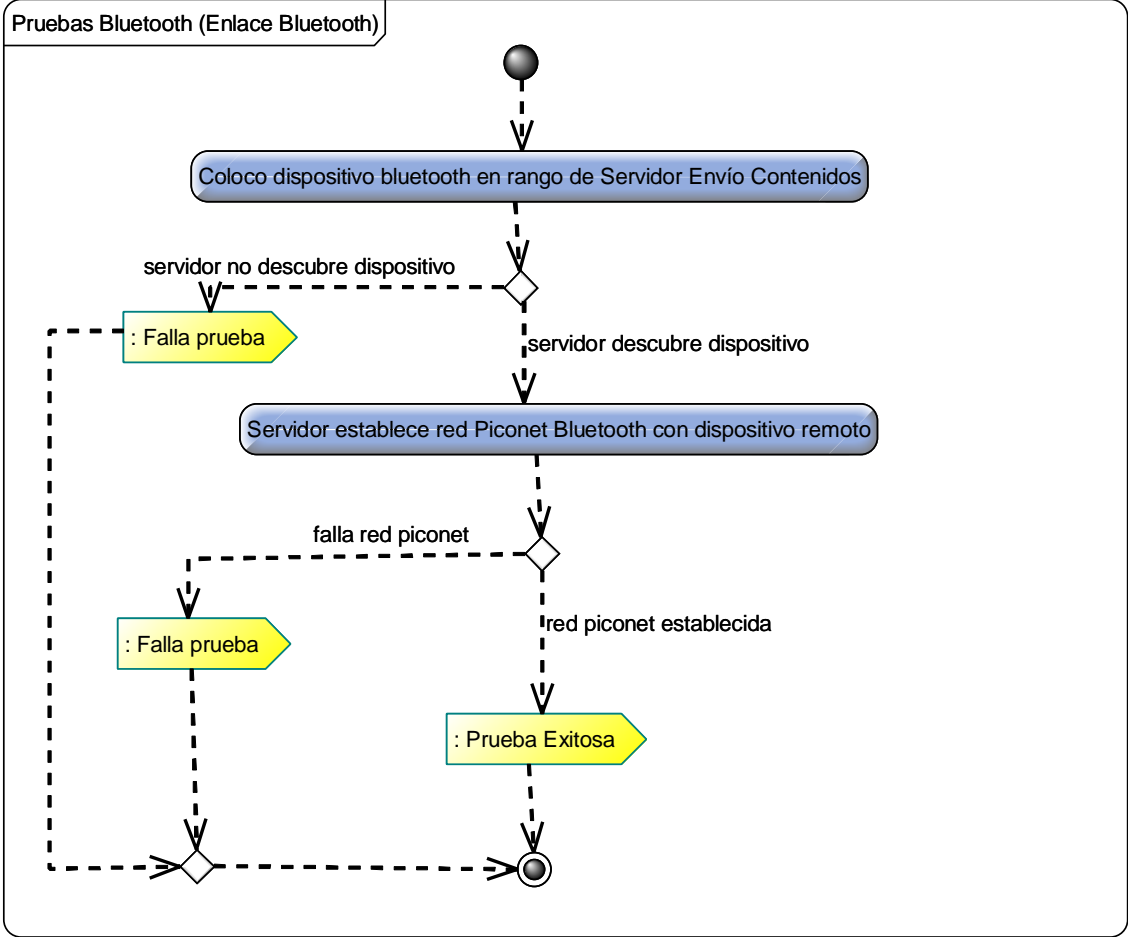 Pruebas Bluetooth (Enlace Bluetooth)
Coloco dispositivo bluetooth en rango de Servidor Envío Contenidos
servidor no descubre dispositivo
: Falla prueba
servidor descubre dispositivo
Servidor establece red Piconet Bluetooth con dispositivo remoto
falla red piconet
red piconet establecida
: Falla prueba
: Prueba Exitosa